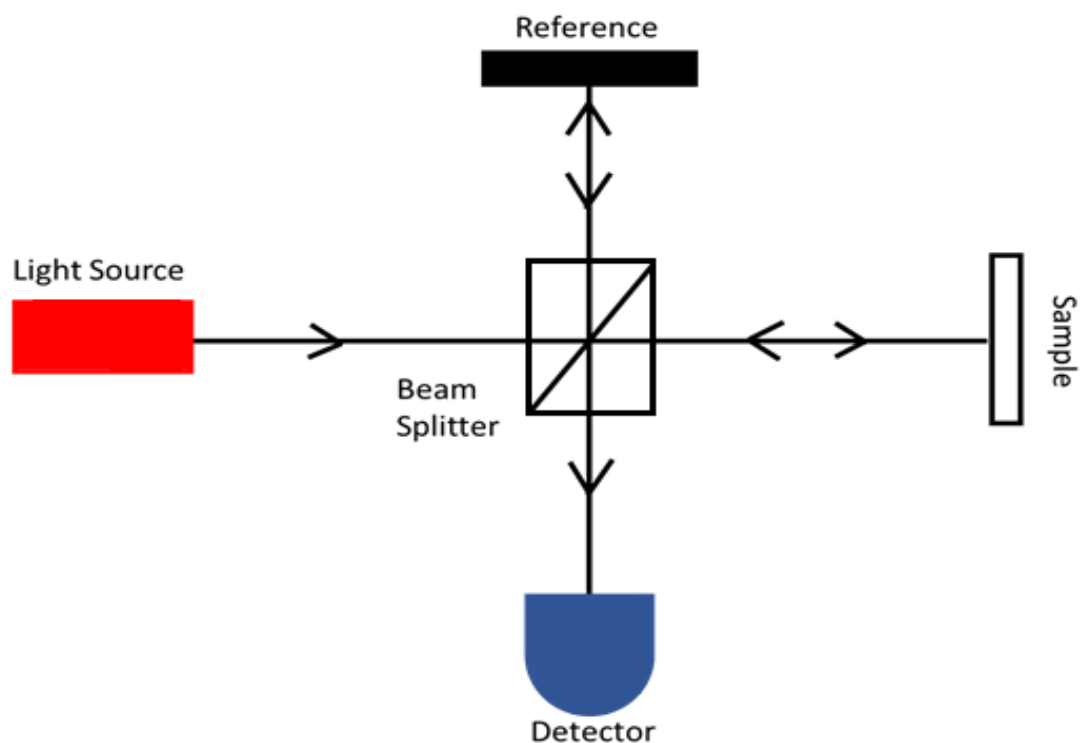 Reference
Light Source
Beam
Splitter
Sample
Detector